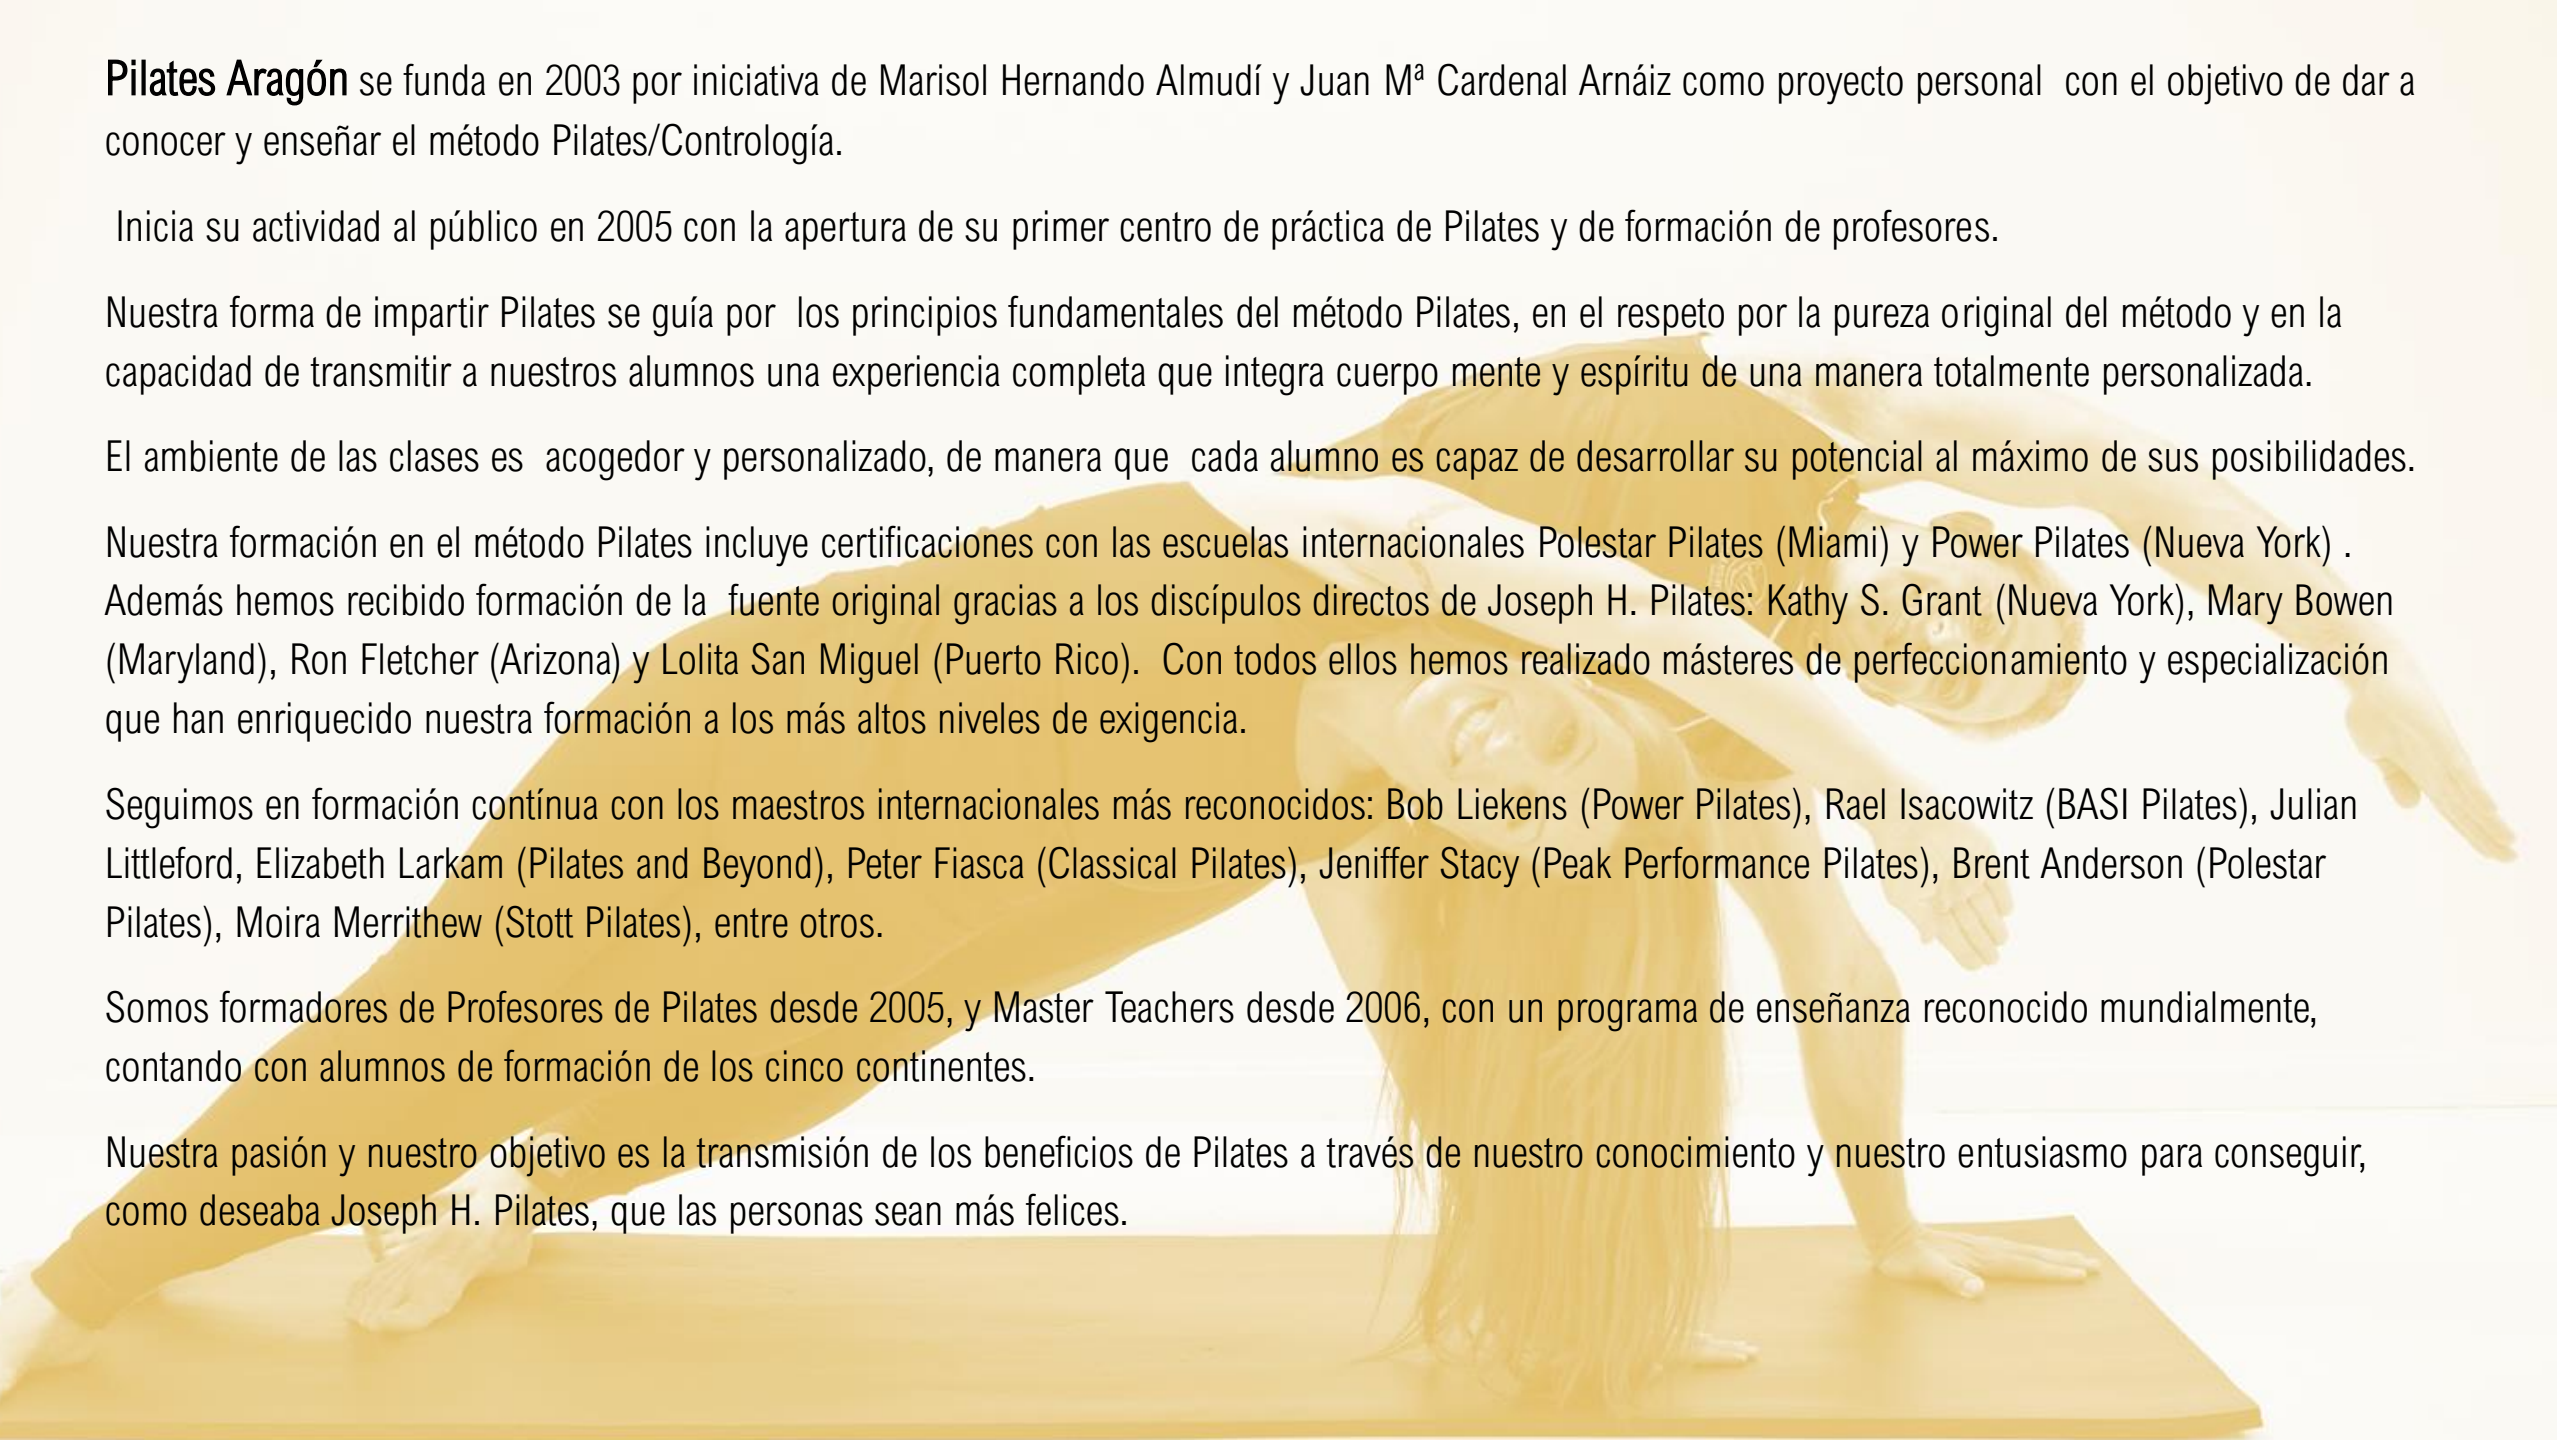 Pilates Aragón se funda en 2003 por iniciativa de Marisol Hernando Almudí y Juan Mª Cardenal Arnáiz como proyecto personal  con el objetivo de dar a
conocer y enseñar el método Pilates/Contrología.
Inicia su actividad al público en 2005 con la apertura de su primer centro de práctica de Pilates y de formación de profesores.
Nuestra forma de impartir Pilates se guía por  los principios fundamentales del método Pilates, en el respeto por la pureza original del método y en la
capacidad de transmitir a nuestros alumnos una experiencia completa que integra cuerpo mente y espíritu de una manera totalmente personalizada.
El ambiente de las clases es  acogedor y personalizado, de manera que  cada alumno es capaz de desarrollar su potencial al máximo de sus posibilidades.
Nuestra formación en el método Pilates incluye certificaciones con las escuelas internacionales Polestar Pilates (Miami) y Power Pilates (Nueva York) .
Además hemos recibido formación de la  fuente original gracias a los discípulos directos de Joseph H. Pilates: Kathy S. Grant (Nueva York), Mary Bowen
(Maryland), Ron Fletcher (Arizona) y Lolita San Miguel (Puerto Rico).  Con todos ellos hemos realizado másteres de perfeccionamiento y especialización
que han enriquecido nuestra formación a los más altos niveles de exigencia.
Seguimos en formación contínua con los maestros internacionales más reconocidos: Bob Liekens (Power Pilates), Rael Isacowitz (BASI Pilates), Julian
Littleford, Elizabeth Larkam (Pilates and Beyond), Peter Fiasca (Classical Pilates), Jeniffer Stacy (Peak Performance Pilates), Brent Anderson (Polestar
Pilates), Moira Merrithew (Stott Pilates), entre otros.
Somos formadores de Profesores de Pilates desde 2005, y Master Teachers desde 2006, con un programa de enseñanza reconocido mundialmente,
contando con alumnos de formación de los cinco continentes.
Nuestra pasión y nuestro objetivo es la transmisión de los beneficios de Pilates a través de nuestro conocimiento y nuestro entusiasmo para conseguir,
como deseaba Joseph H. Pilates, que las personas sean más felices.